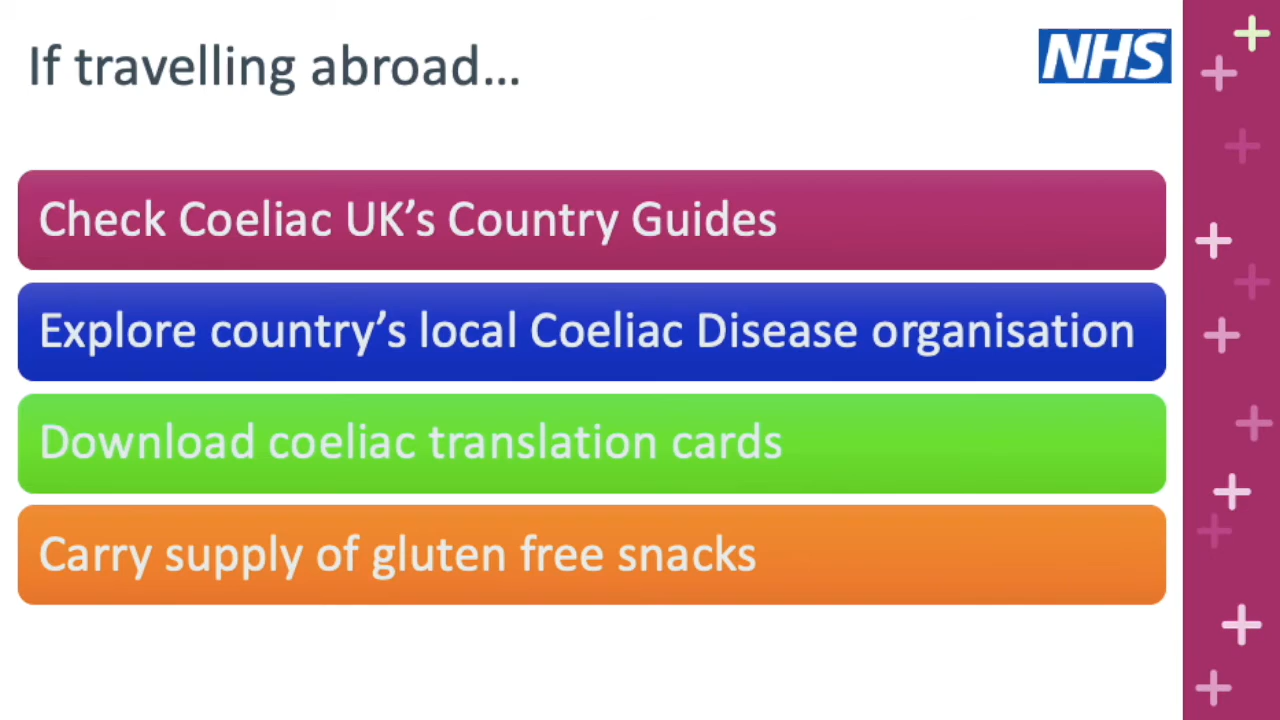 If travelling abroad...
NHS
Check Coeliac UK’s Country Guides
Explore country’s local Coeliac Disease organisation
Download coeliac translation cards
Carry supply of gluten free snacks